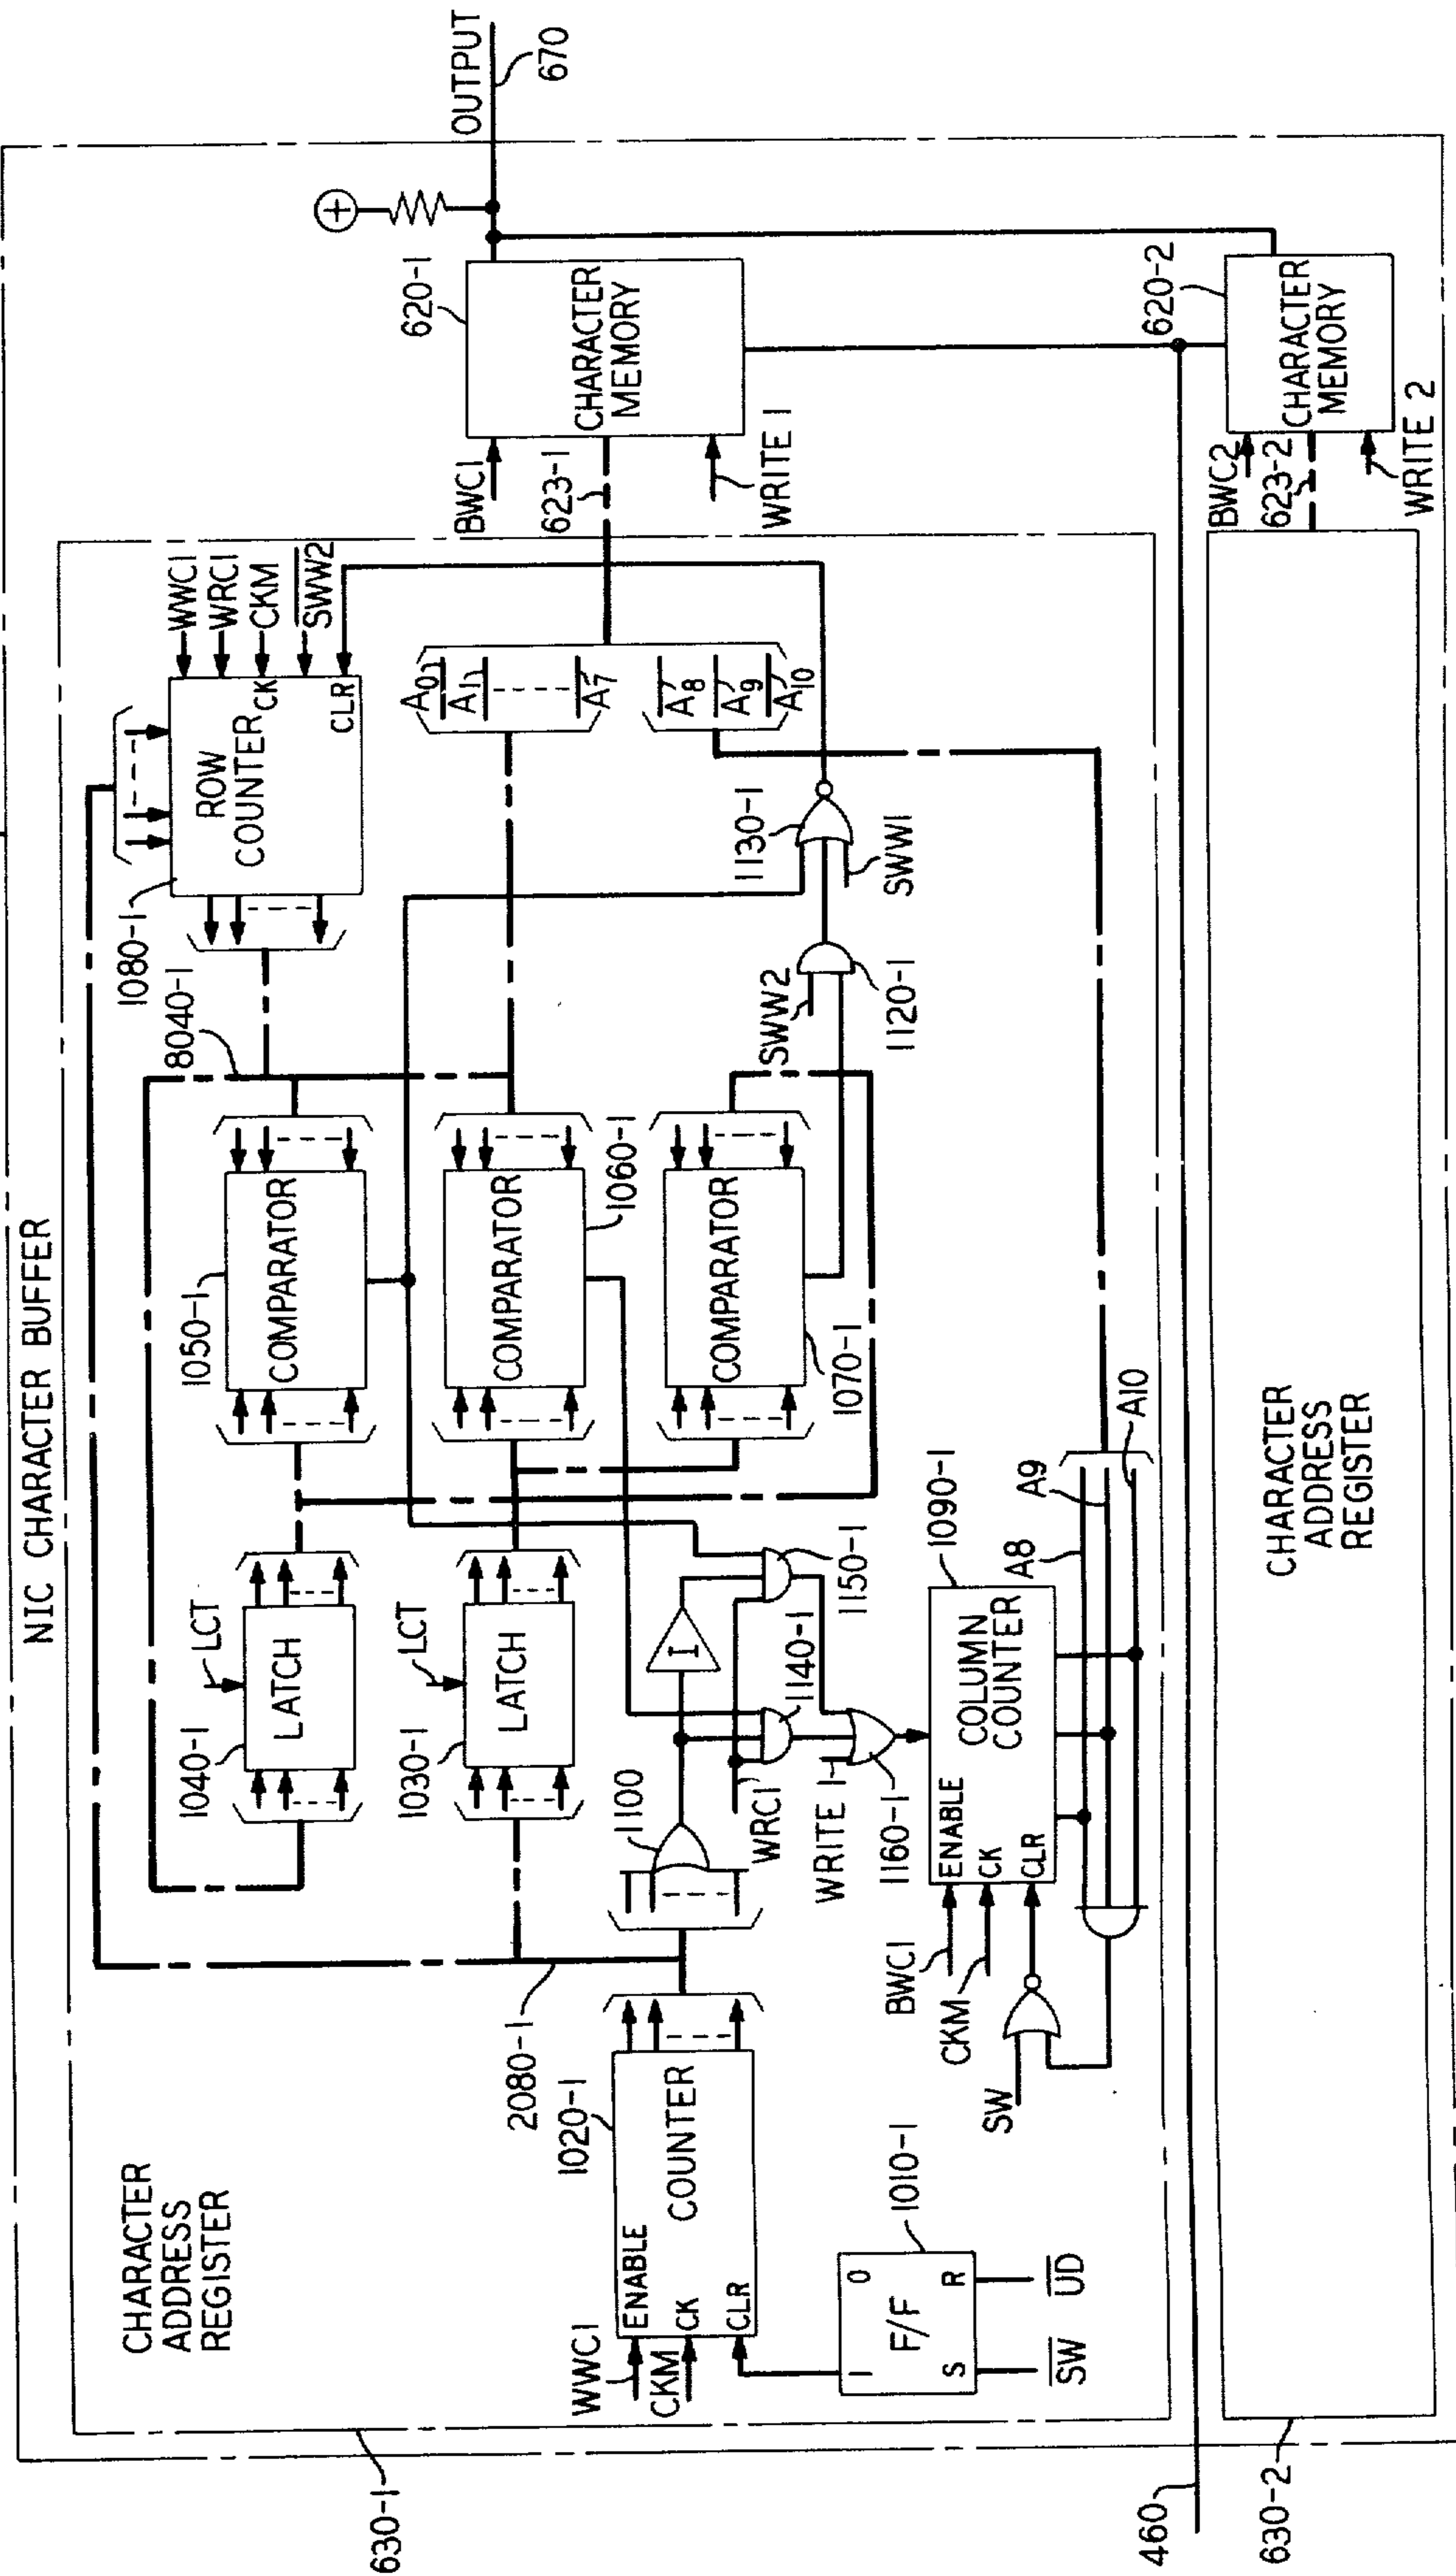 NIC CHARACTER BUFFER
CHARACTER
ADDRESS
REGISTER
630-1
WWC1
CKM
ENABLE
CK
CLR
COUNTER
1020-1
2080-1
1
0
F/F
S
R
1010-1
SW
UD
1040-1
LCT
LATCH
1030-1
LCT
LATCH
1100
I
WRC1
1140-1
1150-1
WRITE 1
1160-1
BWC1
CKM
SW
ENABLE
CK
CLR
COLUMN
COUNTER
1090-1
A8
A9
A10
1050-1
COMPARATOR
COMPARATOR
1060-1
COMPARATOR
1070-1
8040-1
1080-1
ROW
COUNTER
CK
CLR
WWC1
WRC1
CKM
SWW2
SWW2
1120-1
1130-1
SWW1
A0
A1
A7
A8
A9
A10
BWC1
623-1
WRITE 1
620-1
CHARACTER
MEMORY
OUTPUT
670
+
620-2
CHARACTER
MEMORY
BWC2
623-2
WRITE 2
460
630-2
CHARACTER
ADDRESS
REGISTER